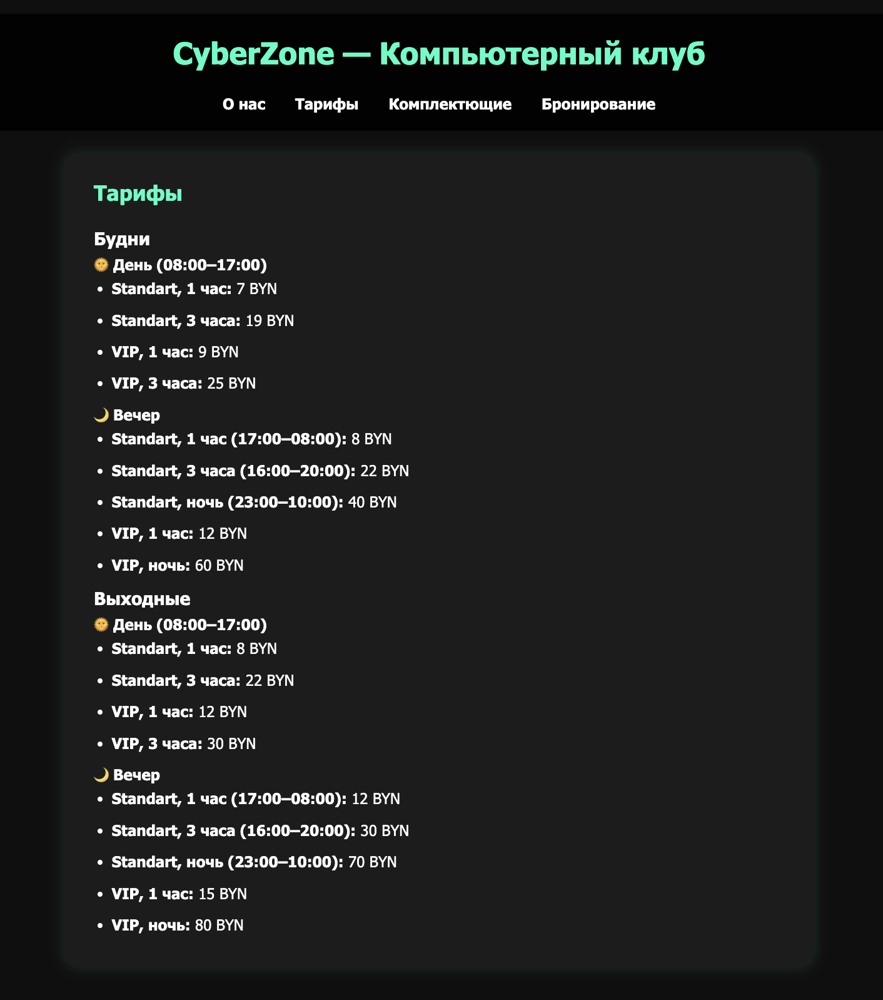 CyberZone — Компьютерный клуб
О нас Тарифы Комплектющие Бронирование
Тарифы
Будни
🌞 День (08:00–17:00)
• Standart, 1 час: 7 BYN
• Standart, 3 часа: 19 BYN
• VIP, 1 час: 9 BYN
• VIP, 3 часа: 25 BYN
🌙 Вечер
• Standart, 1 час (17:00–08:00): 8 BYN
• Standart, 3 часа (16:00–20:00): 22 BYN
• Standart, ночь (23:00–10:00): 40 BYN
• VIP, 1 час: 12 BYN
• VIP, ночь: 60 BYN
Выходные
🌞 День (08:00–17:00)
• Standart, 1 час: 8 BYN
• Standart, 3 часа: 22 BYN
• VIP, 1 час: 12 BYN
• VIP, 3 часа: 30 BYN
🌙 Вечер
• Standart, 1 час (17:00–08:00): 12 BYN
• Standart, 3 часа (16:00–20:00): 30 BYN
• Standart, ночь (23:00–10:00): 70 BYN
• VIP, 1 час: 15 BYN
• VIP, ночь: 80 BYN